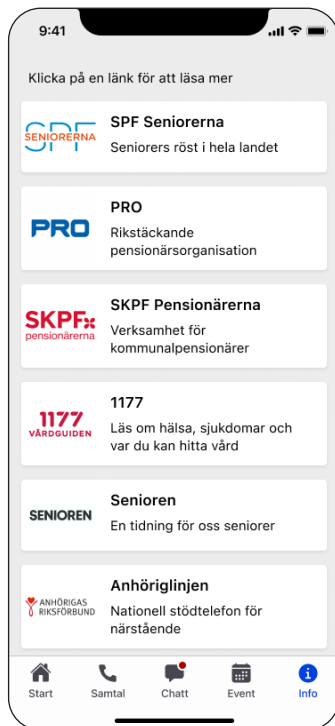 9:41
Klicka på en länk för att läsa mer
SPF
SENIORERNA
SPF Seniorerna
Seniorers röst i hela landet
PRO
PRO
Rikstäckande
pensionärsorganisation
SKPF
pensionärerna
SKPF Pensionärerna
Verksamhet för
kommunalpensionärer
1177
VÅRDGUIDEN
1177
Läs om hälsa, sjukdomar och
var du kan hitta vård
SENIOREN
Senioren
En tidning för oss seniorer
ANHÖRIGAS
RIKSFÖRBUND
Anhöriglinjen
Nationell stödtelefon för
närstående
Start
Samtal
Chatt
Event
Info